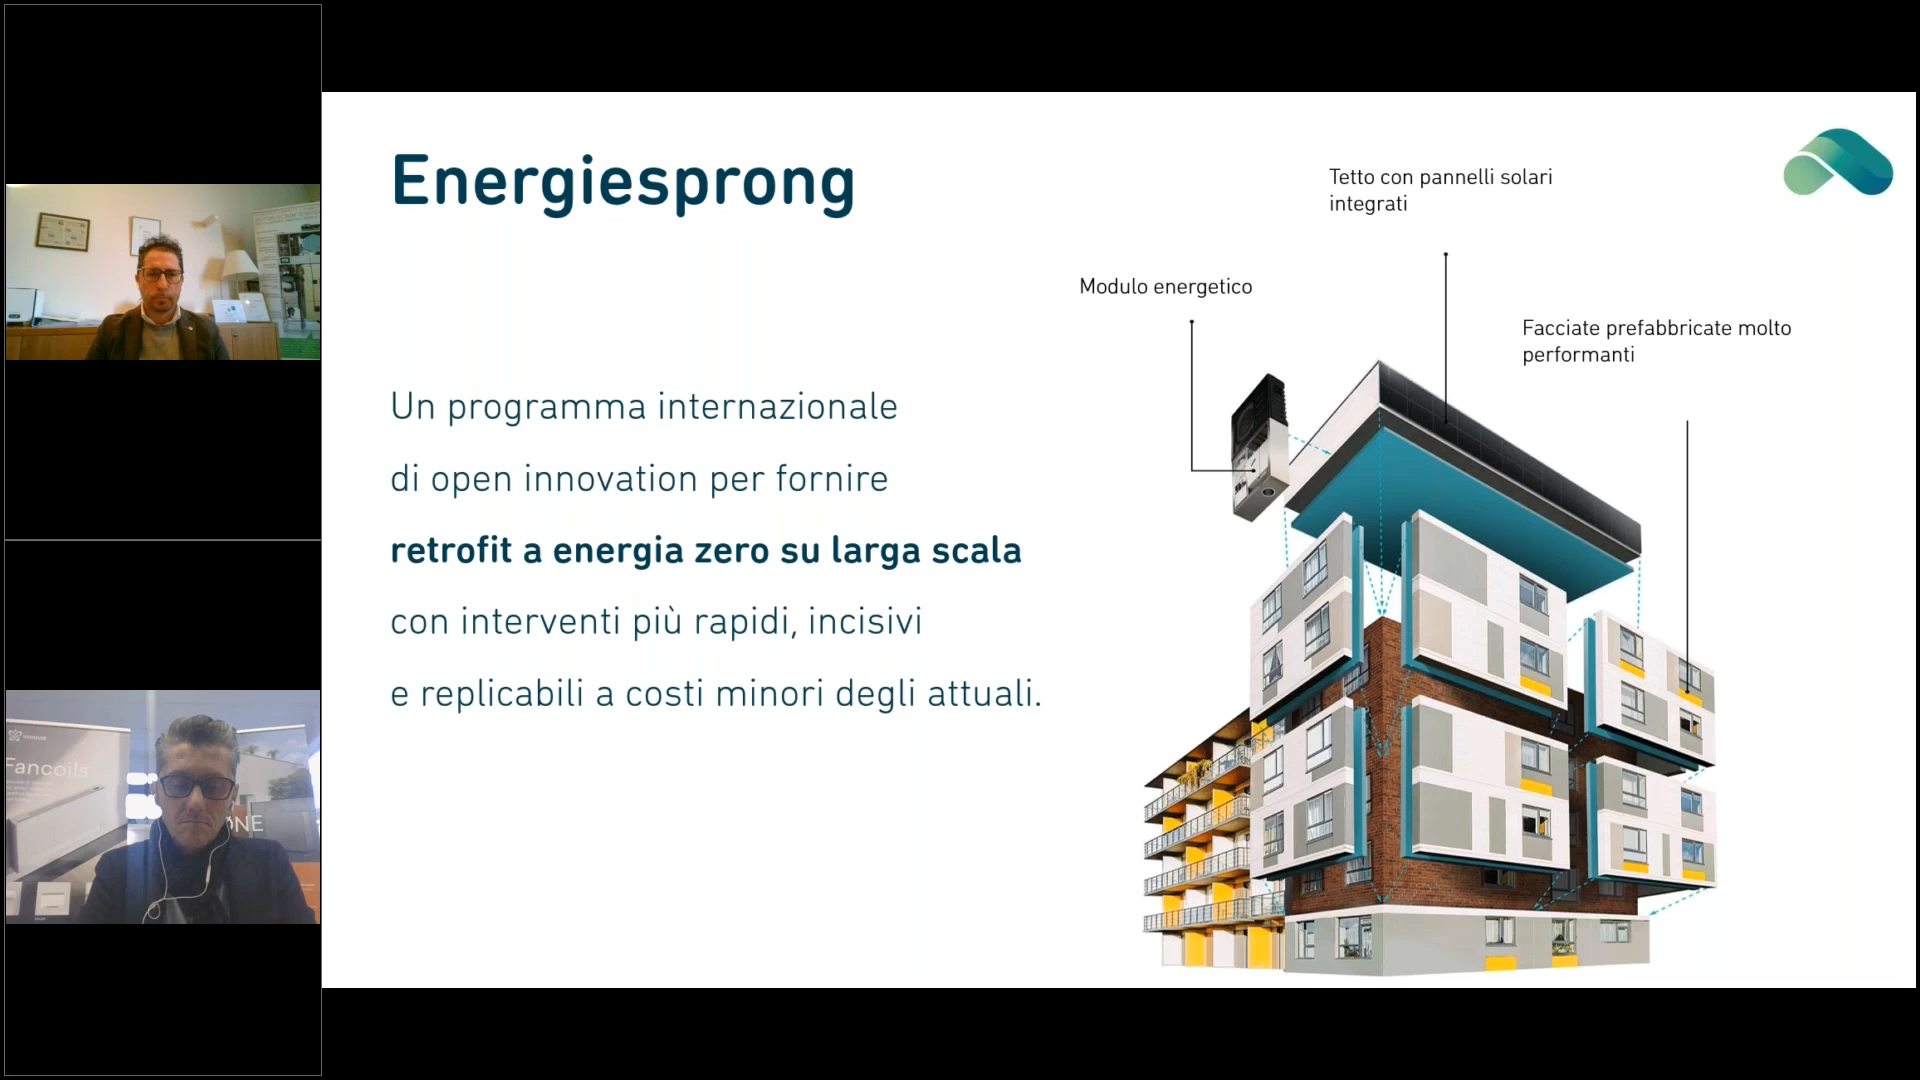 Energiesprong
Un programma internazionale
di open innovation per fornire
retrofit a energia zero su larga scala
con interventi più rapidi, incisivi
e replicabili a costi minori degli attuali.
Tetto con pannelli solari
integrati
Modulo energetico
Facciate prefabbricate molto
performanti
Fancoils
ONE